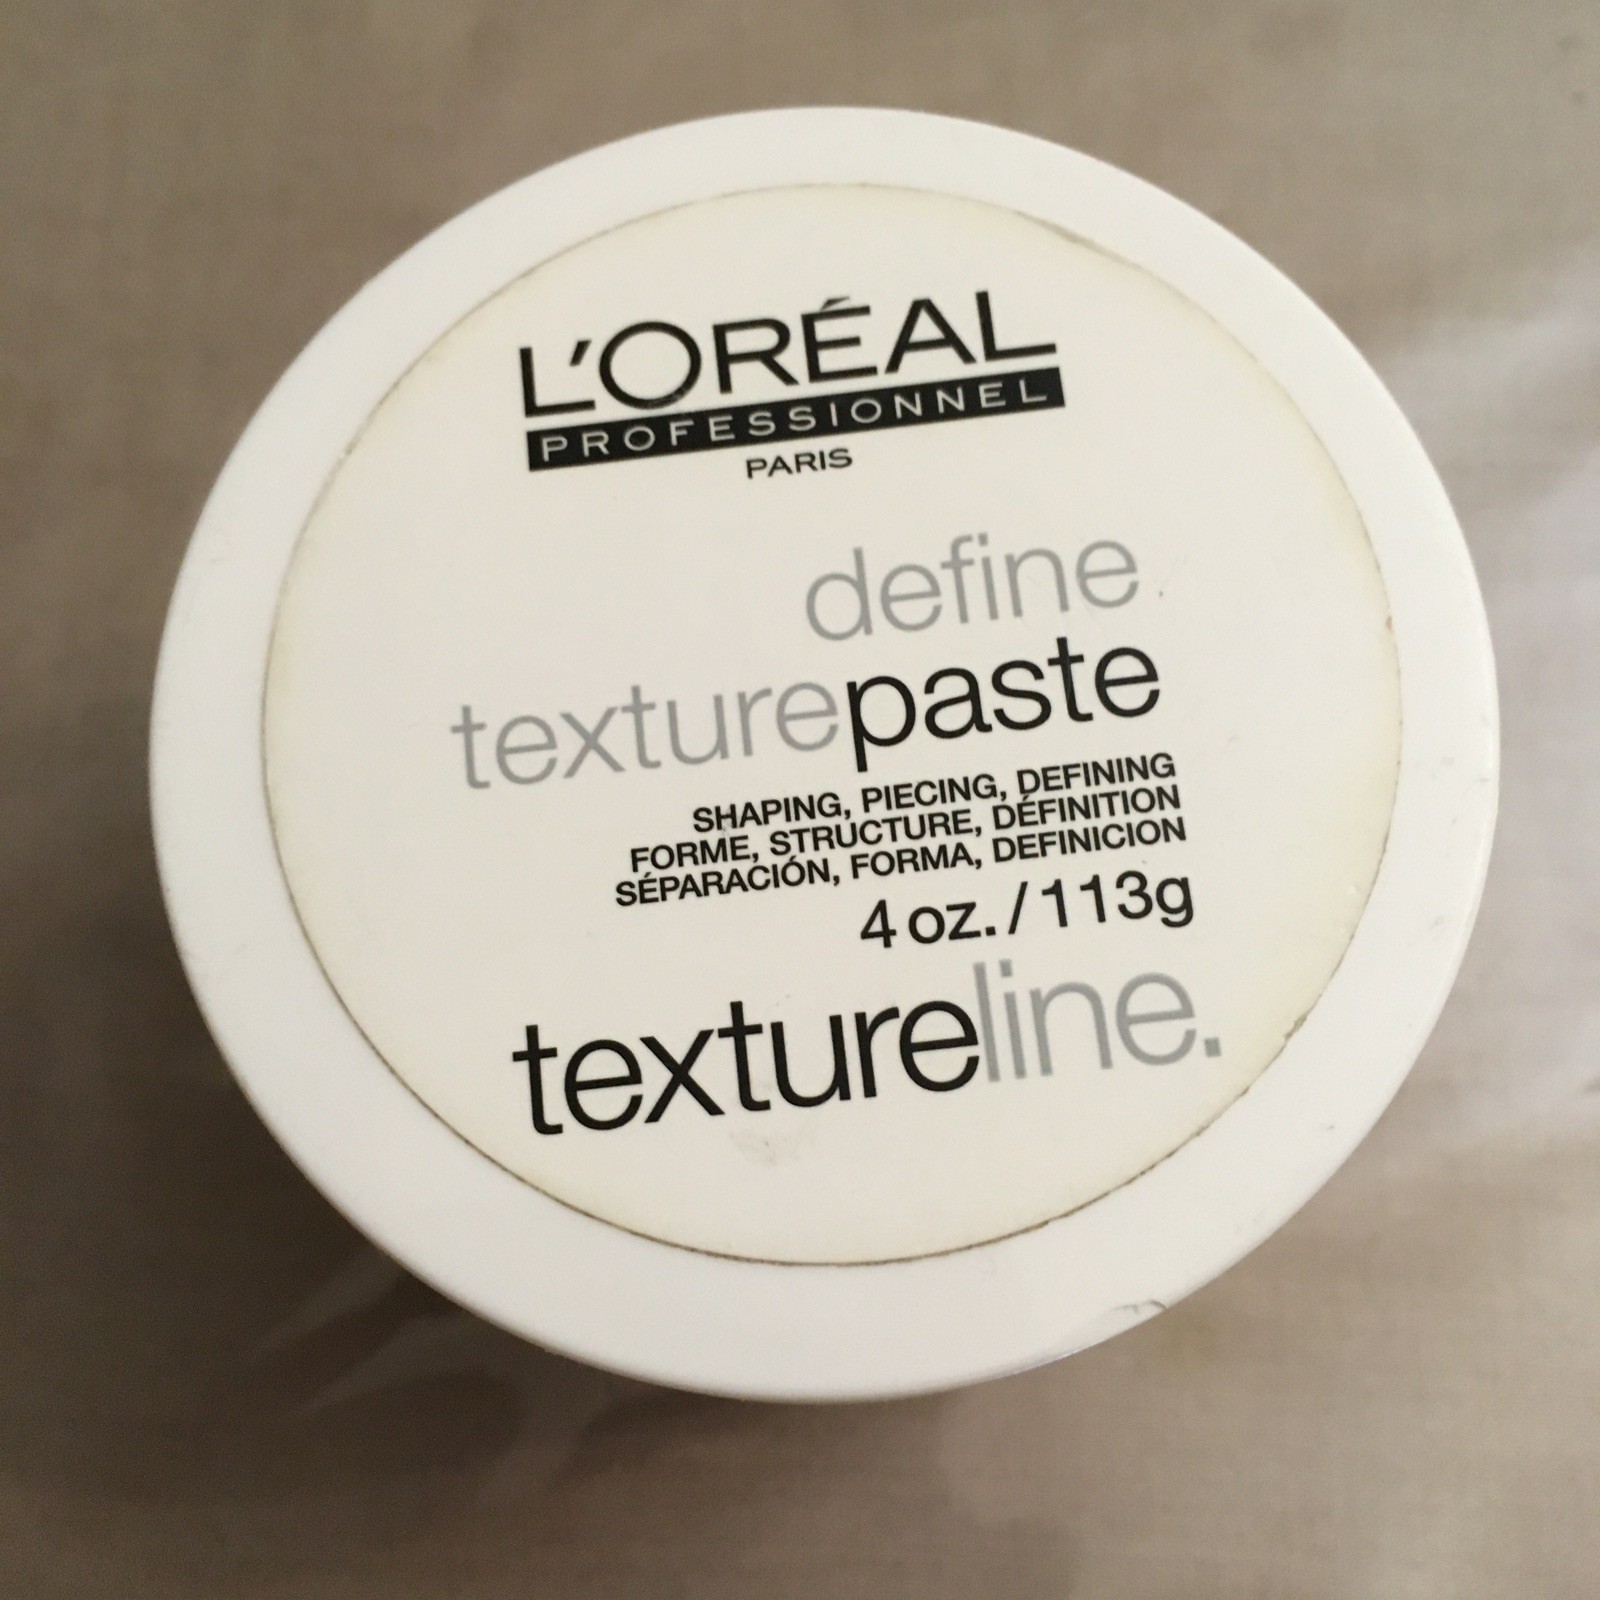 L'ORÉAL
PROFESSIONNEL
PARIS
define
texturepaste
SHAPING, PIECING, DEFINING
FORME, STRUCTURE, DÉFINITION
SÉPARACIÓN, FORMA, DEFINICION
4 oz. / 113g
textureline.